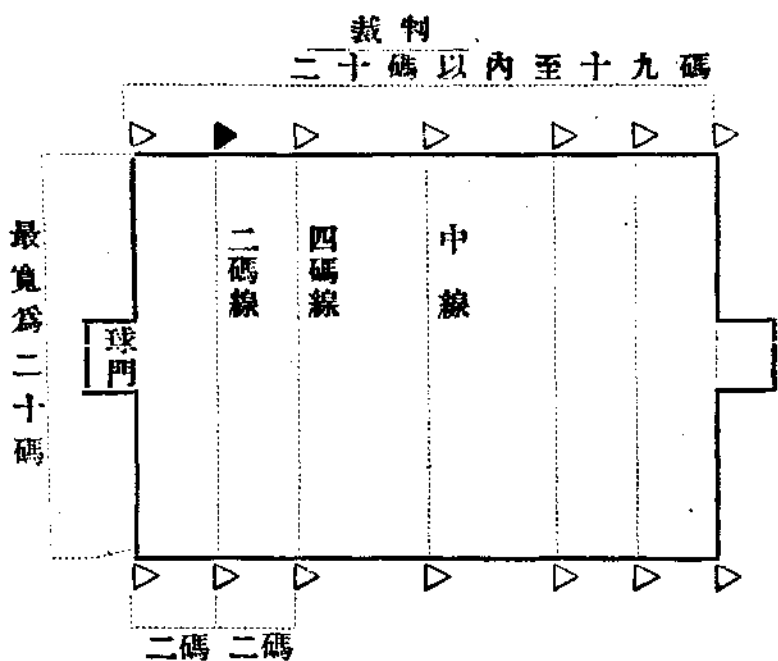 裁判
二十碼以內至十九碼
最寬爲二十碼
球門
二碼線
四碼線
中線
二碼 二碼